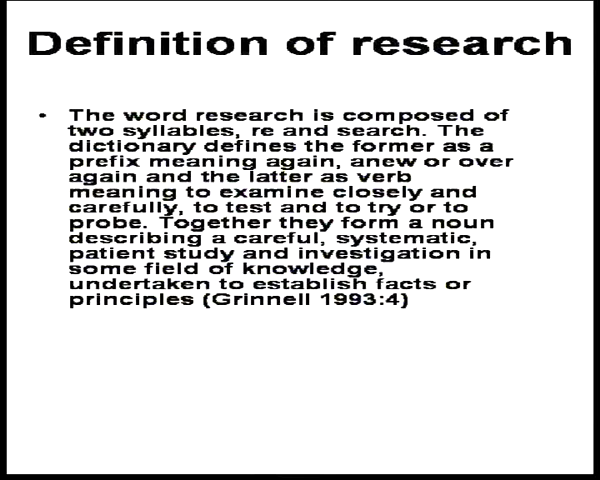 Definition of research
• The word research is composed of
two syllables, re and search. The
dictionary defines the former as a
prefix meaning again, anew or over
again and the latter as verb
meaning to examine closely and
carefully, to test and to try or to
probe. Together they form a noun
describing a careful, systematic,
patient study and investigation in
some field of knowledge,
undertaken to establish facts or
principles (Grinnell 1993:4)